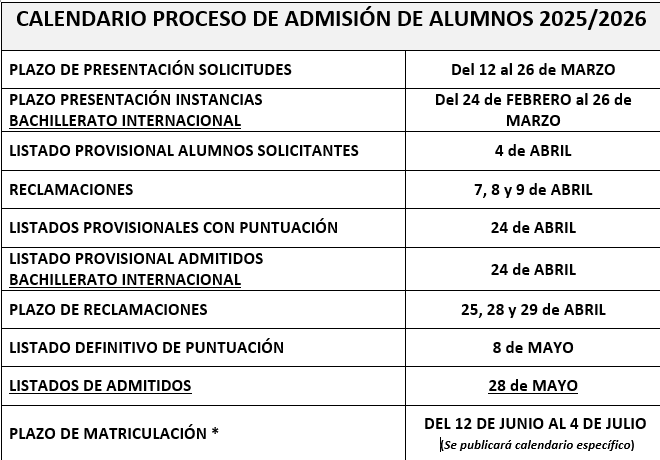 CALENDARIO PROCESO DE ADMISIÓN DE ALUMNOS 2025/2026
PLAZO DE PRESENTACIÓN SOLICITUDES
Del 12 al 26 de MARZO
PLAZO PRESENTACIÓN INSTANCIAS
BACHILLERATO INTERNACIONAL
Del 24 de FEBRERO al 26 de
MARZO
LISTADO PROVISIONAL ALUMNOS SOLICITANTES
4 de ABRIL
RECLAMACIONES
7, 8 y 9 de ABRIL
LISTADOS PROVISIONALES CON PUNTUACIÓN
24 de ABRIL
LISTADO PROVISIONAL ADMITIDOS
BACHILLERATO INTERNACIONAL
24 de ABRIL
PLAZO DE RECLAMACIONES
25, 28 y 29 de ABRIL
LISTADO DEFINITIVO DE PUNTUACIÓN
8 de MAYO
LISTADOS DE ADMITIDOS
28 de MAYO
PLAZO DE MATRICULACIÓN *
DEL 12 DE JUNIO AL 4 DE JULIO
(Se publicará calendario específico)